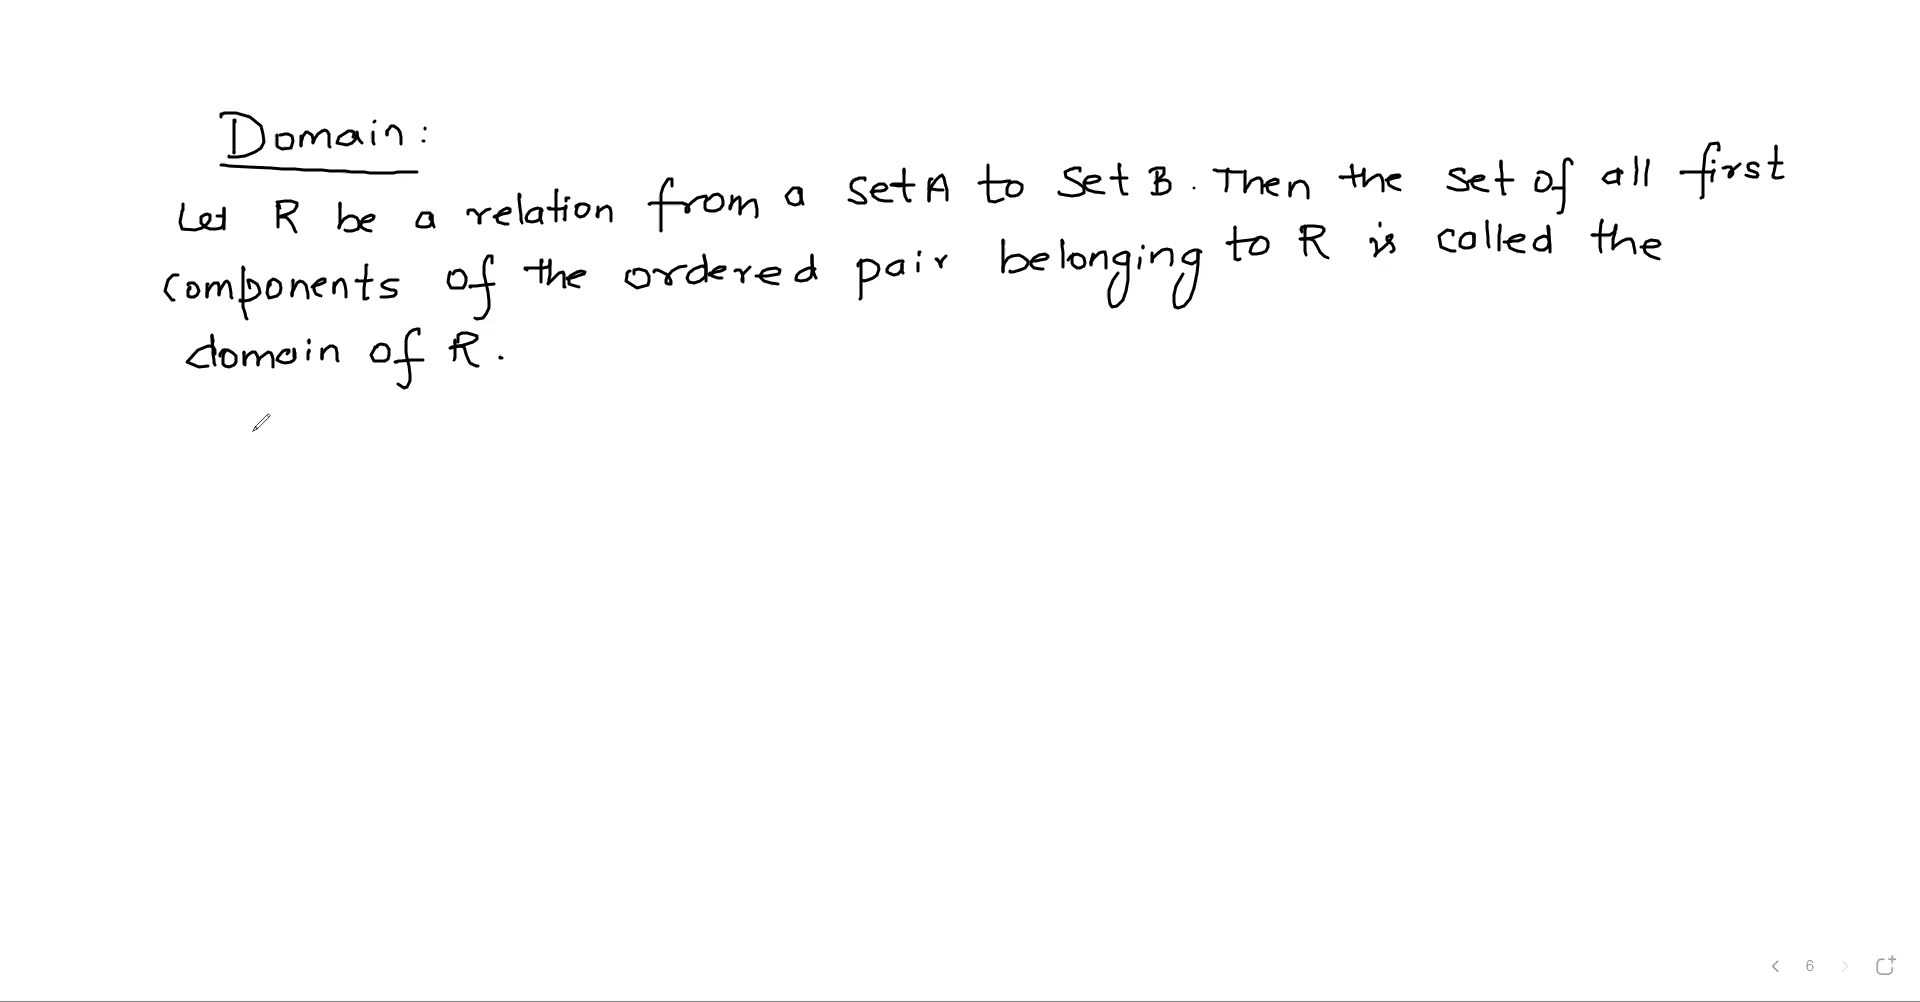 Domain:
Let R be a relation from a set A to set B. Then the set of all first
components of the ordered pair belonging to R is called the
domain of R.
6